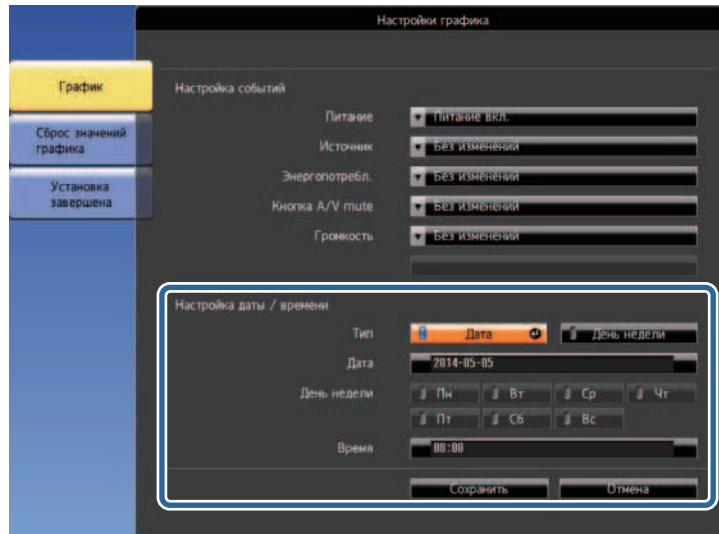 Настройки графика
График
Сброс значений
графика
Установка
завершена
Настройка событий
Питание Питание вкл.
Источник Без изменений
Энергопотребл. Без изменений
Кнопка A/V mute Без изменений
Громкость Без изменений
Настройка даты / времени
Тип Дата День недели
Дата 2014-05-05
День недели Пн Вт Ср Чт
Пт Сб Вс
Время 00:00
Сохранить Отмена